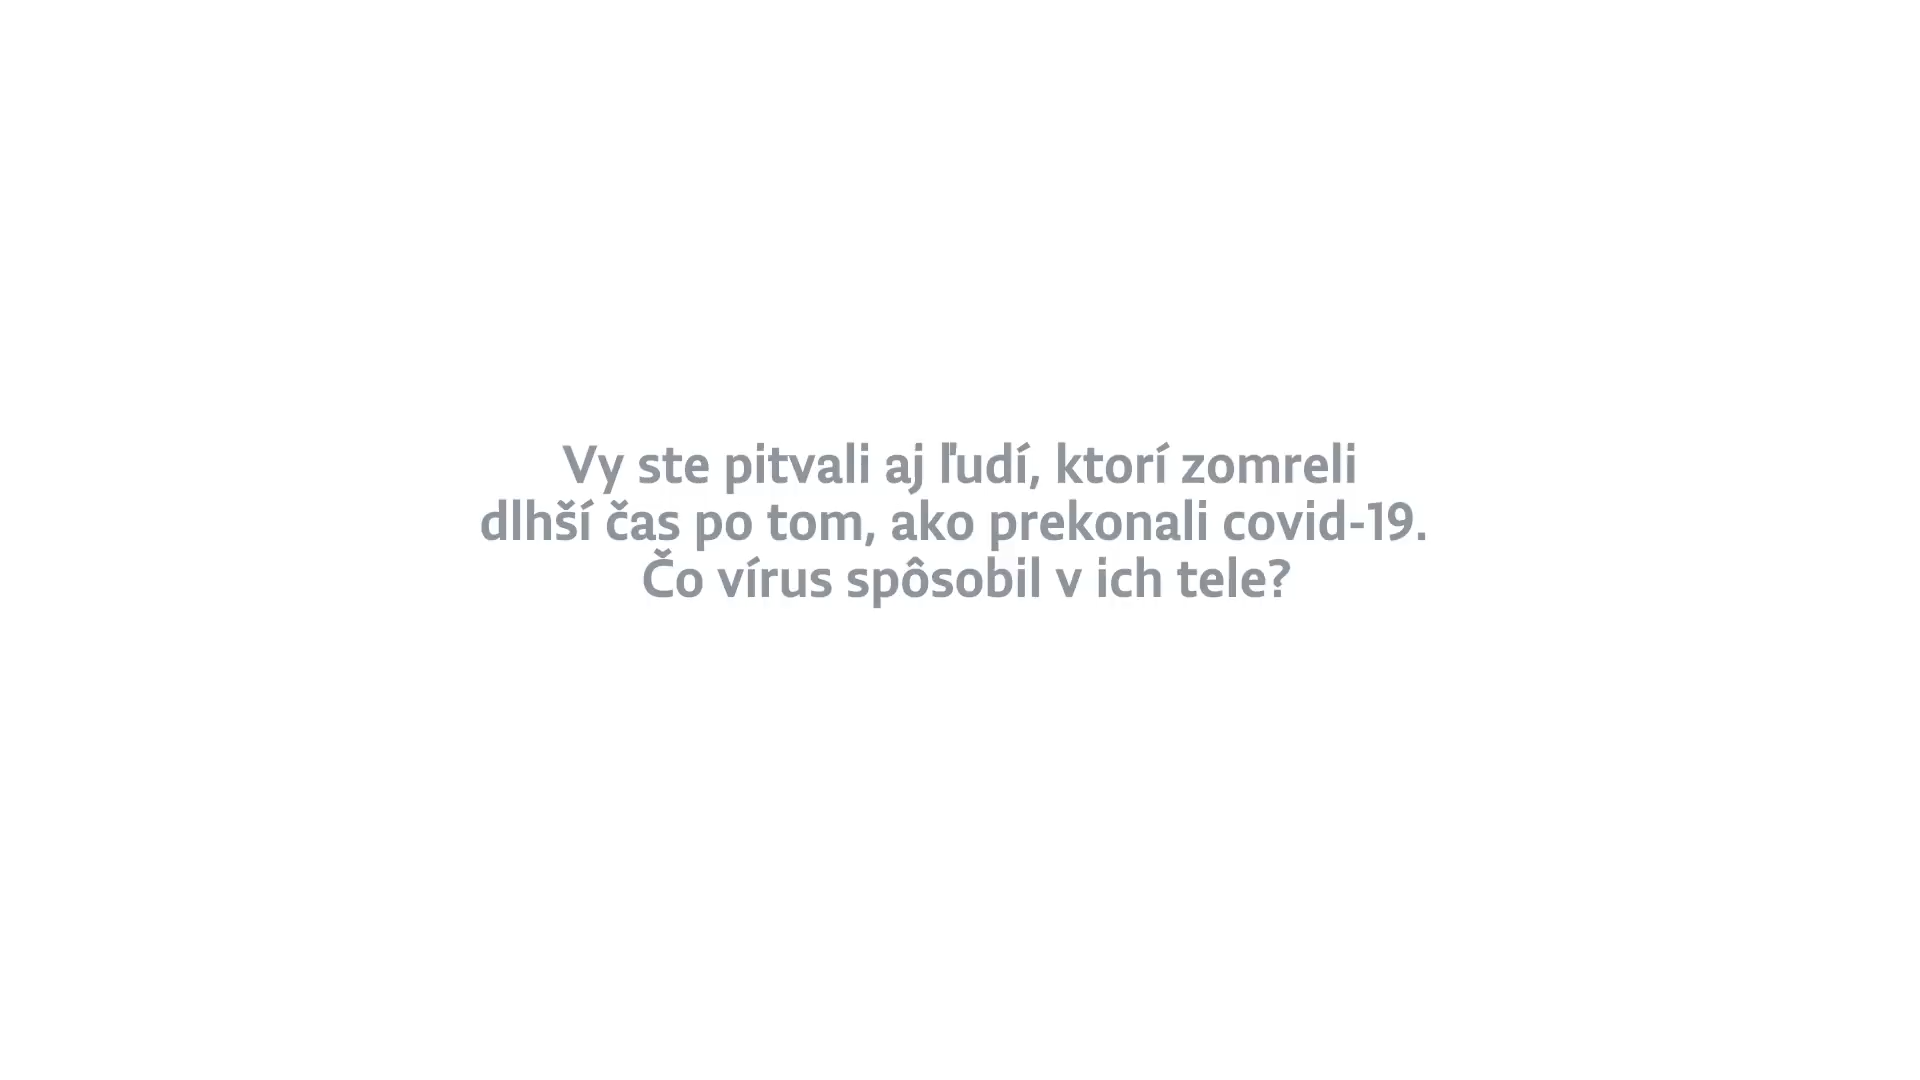 Vy ste pitvali aj ľudí, ktorí zomreli
dlhší čas po tom, ako prekonali covid-19.
Čo vírus spôsobil v ich tele?